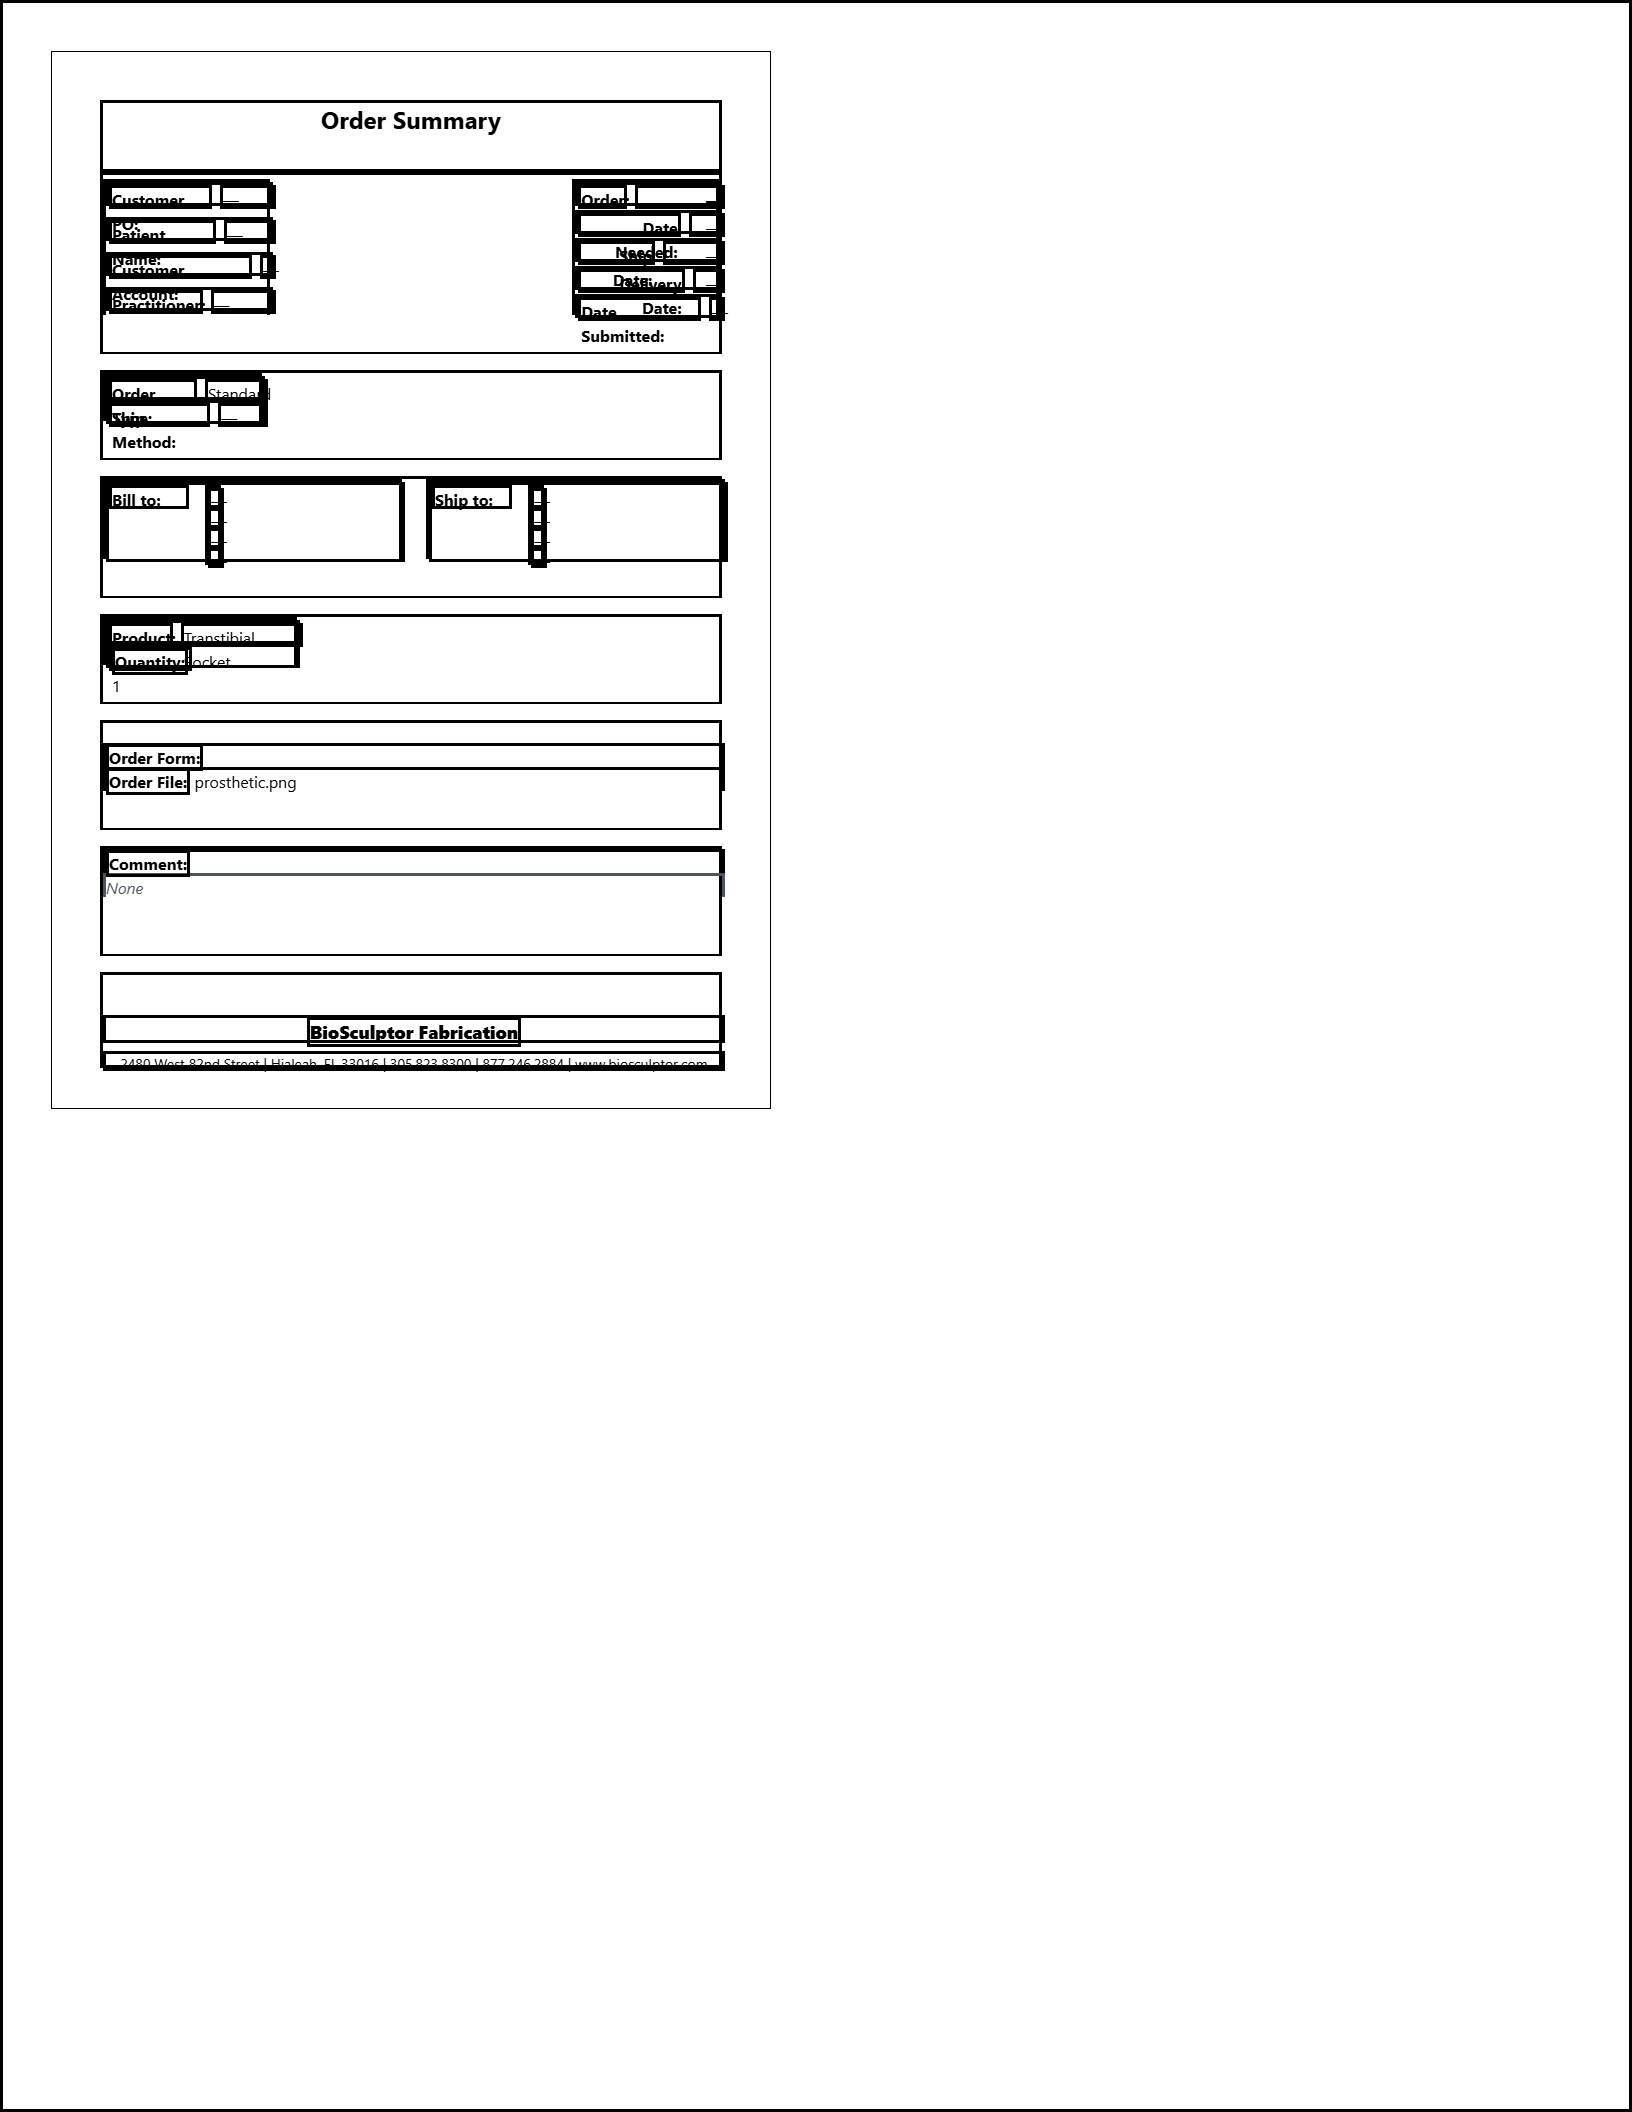 Order Summary
Customer —
PO:
Patient —
Name:
Customer —
Account:
Practitioner: —
Order: —
Date —
Needed:
Ship —
Date:
Delivery —
Date:
Date —
Submitted:
Order Standard
Type:
Ship —
Method:
Bill to: —
—
—
—
Ship to: —
—
—
—
Product: Transtibial
Socket
Quantity:
1
Order Form:
Order File: prosthetic.png
Comment:
None
BioSculptor Fabrication
2480 West 82nd Street | Hialeah, FL 33016 | 305.823.8300 | 877.246.2884 | www.biosculptor.com